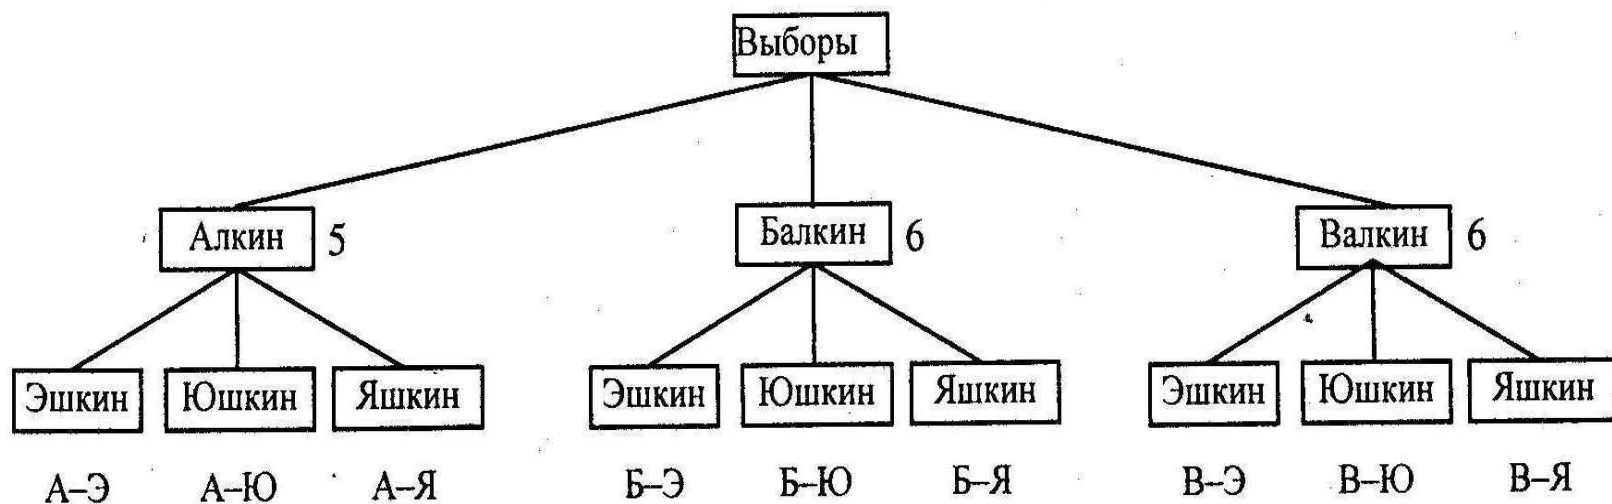 Выборы
Алкин 5 Балкин 6 Валкин 6
Эшкин Юшкин Яшкин Эшкин Юшкин Яшкин Эшкин Юшкин Яшкин
А–Э А–Ю А–Я Б–Э Б–Ю Б–Я В–Э В–Ю В–Я